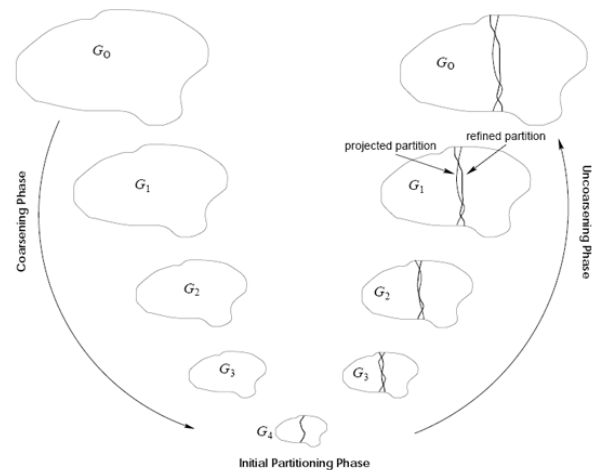 G0
G0
projected partition
refined partition
G1
G1
Coarsening Phase
Uncoarsening Phase
G2
G2
G3
G3
G4
Initial Partitioning Phase